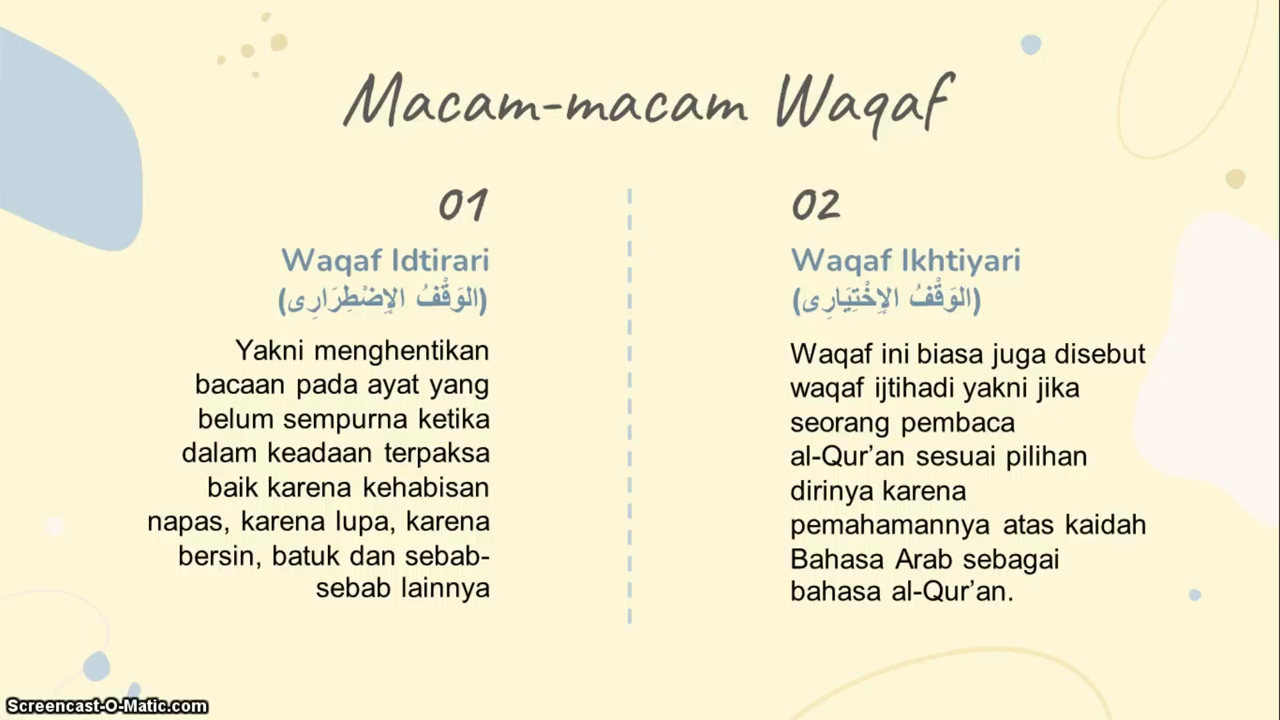 Macam-macam Waqaf
01
Waqaf Idtirari
(الوَقْفُ الإِضْطِرَارِى)
Yakni menghentikan
bacaan pada ayat yang
belum sempurna ketika
dalam keadaan terpaksa
baik karena kehabisan
napas, karena lupa, karena
bersin, batuk dan sebab-
sebab lainnya
02
Waqaf Ikhtiyari
(الوَقْفُ الإِخْتِيَارِى)
Waqaf ini biasa juga disebut
waqaf ijtihadi yakni jika
seorang pembaca
al-Qur’an sesuai pilihan
dirinya karena
pemahamannya atas kaidah
Bahasa Arab sebagai
bahasa al-Qur’an.
Screencast-O-Matic.com